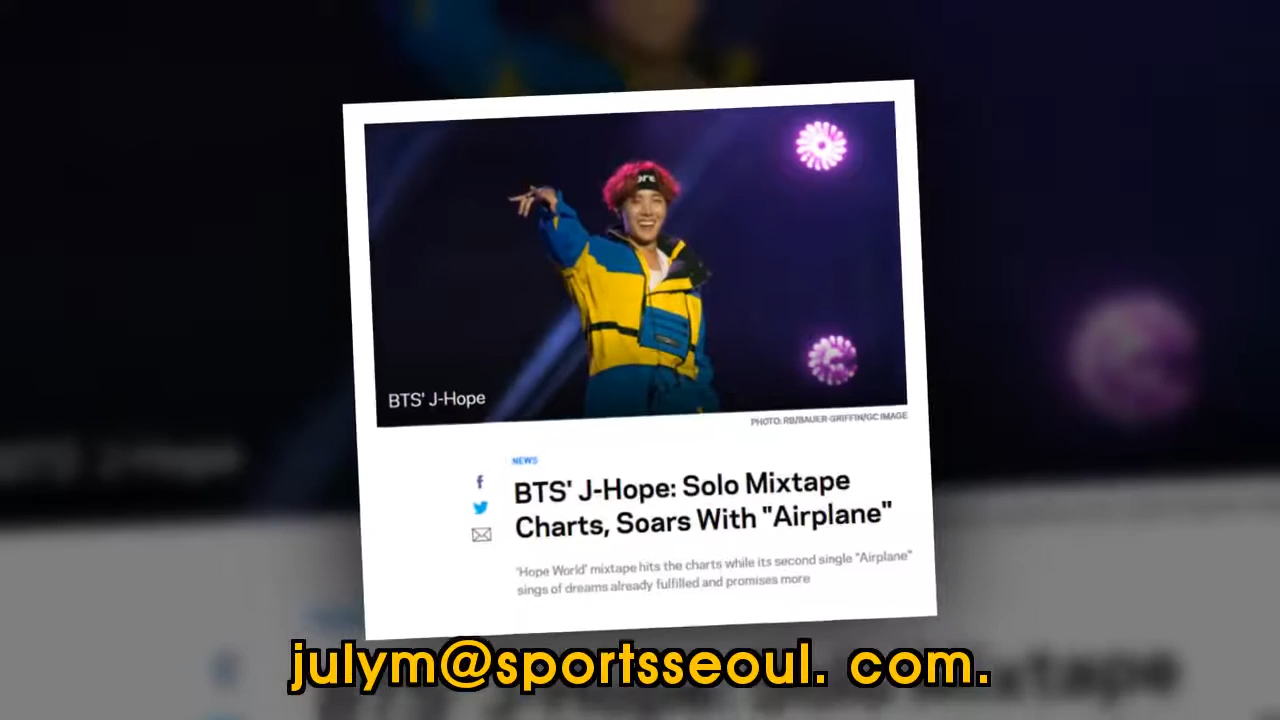 BTS' J-Hope
PHOTO: RB/BAUER-GRIFFIN/GC IMAGE
NEWS
BTS' J-Hope: Solo Mixtape
Charts, Soars With "Airplane"
'Hope World' mixtape hits the charts while its second single "Airplane"
sings of dreams already fulfilled and promises more
julym@sportsseoul. com.